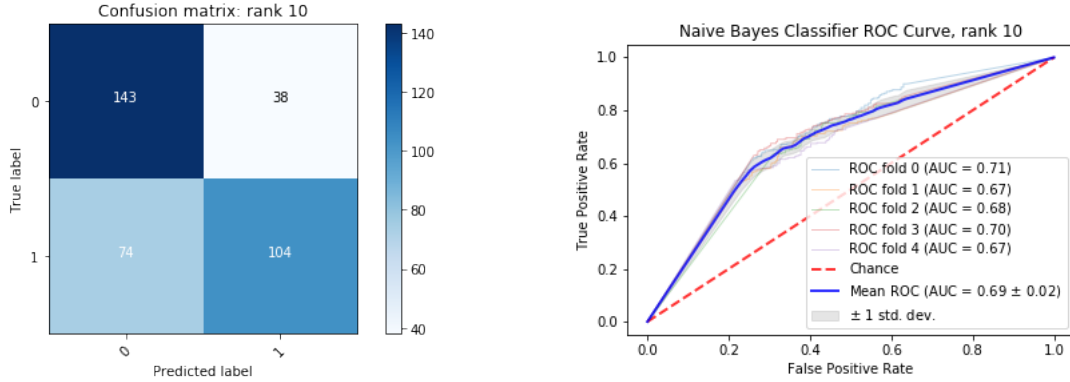 Confusion matrix: rank 10
True label
0
1
143
38
74
104
0
1
Predicted label
140
120
100
80
60
40
Naive Bayes Classifier ROC Curve, rank 10
True Positive Rate
1.0
0.8
0.6
0.4
0.2
0.0
ROC fold 0 (AUC = 0.71)
ROC fold 1 (AUC = 0.67)
ROC fold 2 (AUC = 0.68)
ROC fold 3 (AUC = 0.70)
ROC fold 4 (AUC = 0.67)
Chance
Mean ROC (AUC = 0.69 ± 0.02)
± 1 std. dev.
0.0
0.2
0.4
0.6
0.8
1.0
False Positive Rate